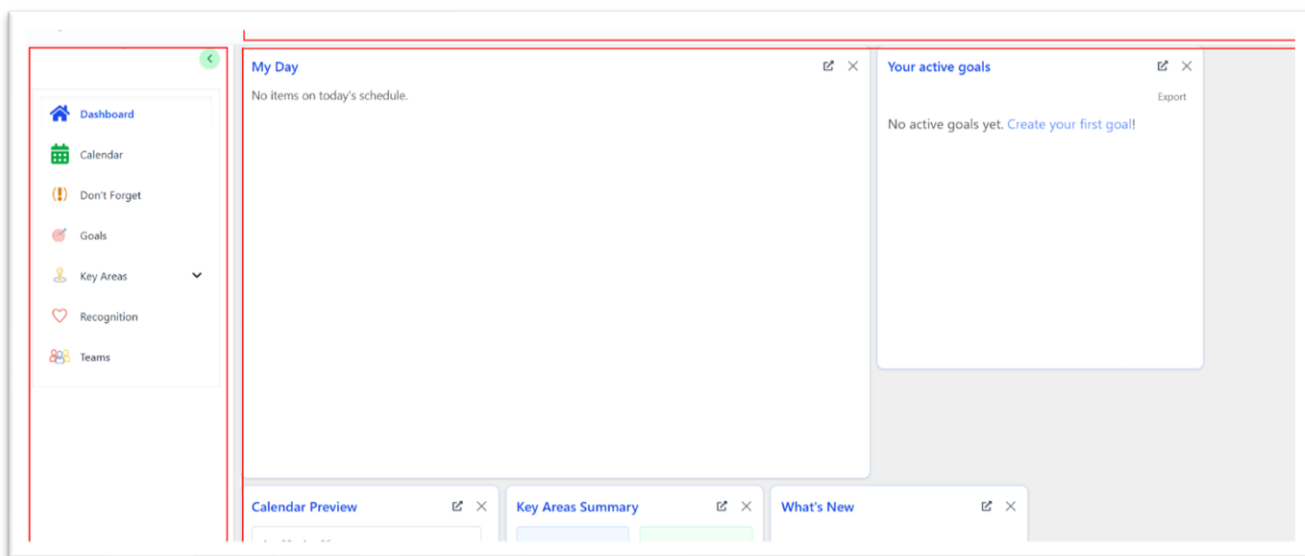 Dashboard
Calendar
Don't Forget
Goals
Key Areas
Recognition
Teams
My Day
No items on today's schedule.
Your active goals
Export
No active goals yet. Create your first goal!
Calendar Preview
Key Areas Summary
What's New